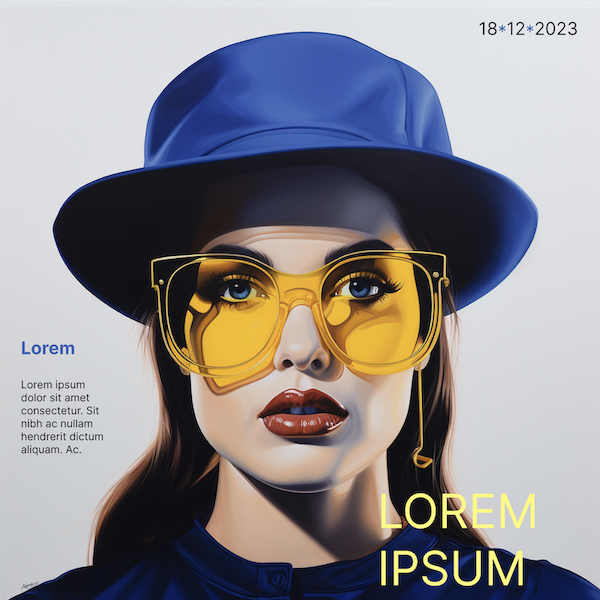 18*12*2023
Lorem
Lorem ipsum
dolor sit amet
consectetur. Sit
nibh ac nullam
hendrerit dictum
aliquam. Ac.
LOREM
IPSUM